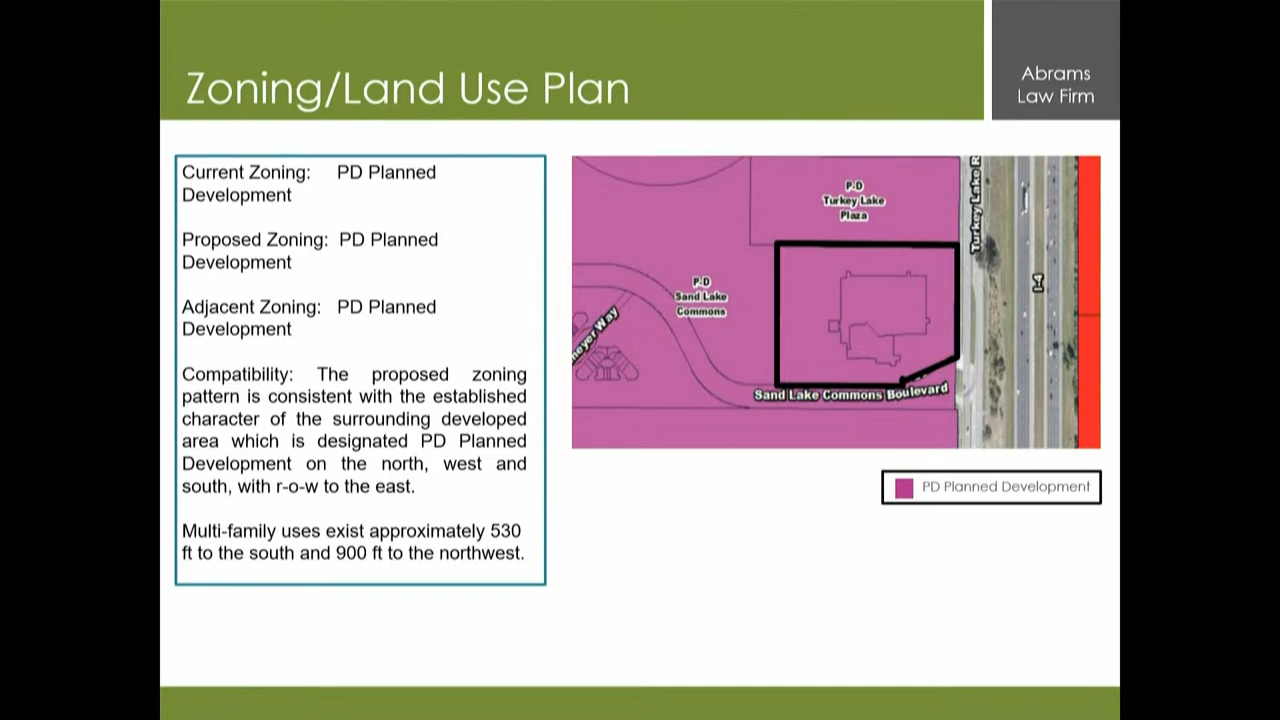 Zoning/Land Use Plan
Abrams
Law Firm
Current Zoning: PD Planned
Development
Proposed Zoning: PD Planned
Development
Adjacent Zoning: PD Planned
Development
Compatibility: The proposed zoning
pattern is consistent with the established
character of the surrounding developed
area which is designated PD Planned
Development on the north, west and
south, with r-o-w to the east.
Multi-family uses exist approximately 530
ft to the south and 900 ft to the northwest.
P-D
Turkey Lake
Plaza
P-D
Sand Lake
Commons
meyer Way
Sand Lake Commons Boulevard
Turkey Lake R
I-4
PD Planned Development